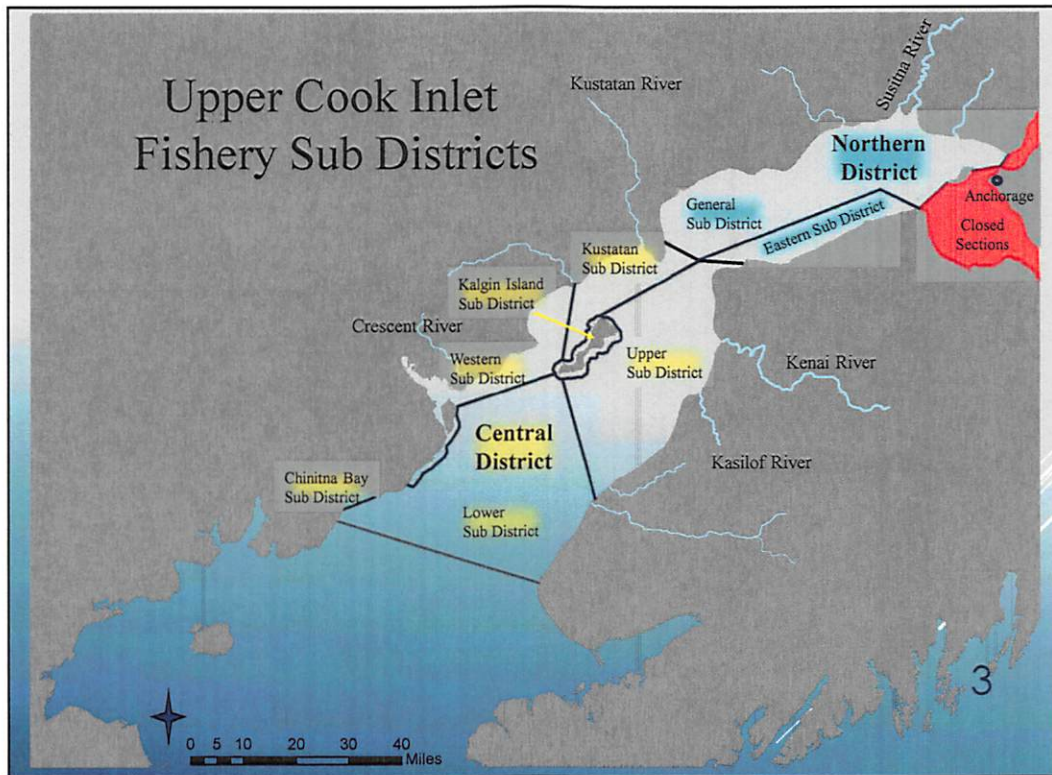 Upper Cook Inlet
Fishery Sub Districts
Kustatan River
Susitna River
Northern
District
Anchorage
Closed
Sections
General
Sub District
Eastern Sub District
Kustatan
Sub District
Kalgin Island
Sub District
Crescent River
Western
Sub District
Upper
Sub District
Kenai River
Central
District
Kasilof River
Chinitna Bay
Sub District
Lower
Sub District
3
0 5 10 20 30 40
Miles